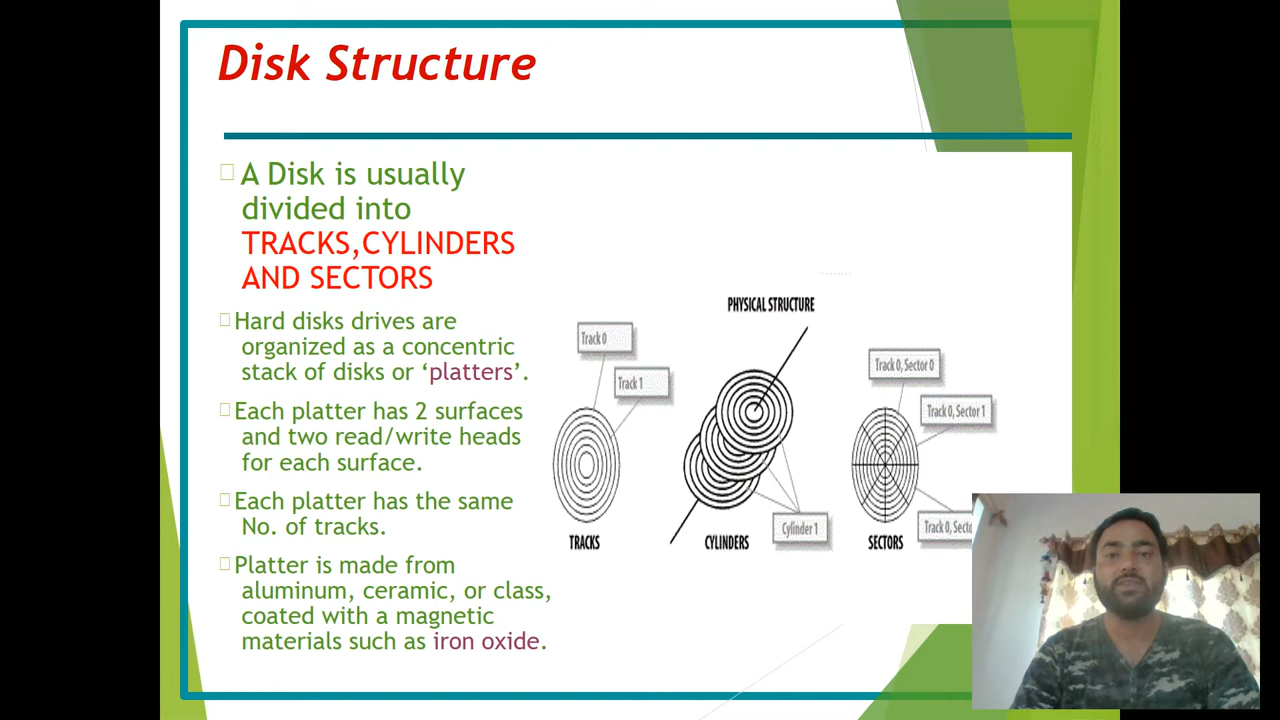 Disk Structure
A Disk is usually
divided into
TRACKS,CYLINDERS
AND SECTORS
Hard disks drives are
organized as a concentric
stack of disks or ‘platters’.
Each platter has 2 surfaces
and two read/write heads
for each surface.
Each platter has the same
No. of tracks.
Platter is made from
aluminum, ceramic, or class,
coated with a magnetic
materials such as iron oxide.
PHYSICAL STRUCTURE
Track 0
Track 1
TRACKS
CYLINDERS
Cylinder 1
Track 0, Sector 0
Track 0, Sector 1
Track 0, Secto
SECTORS